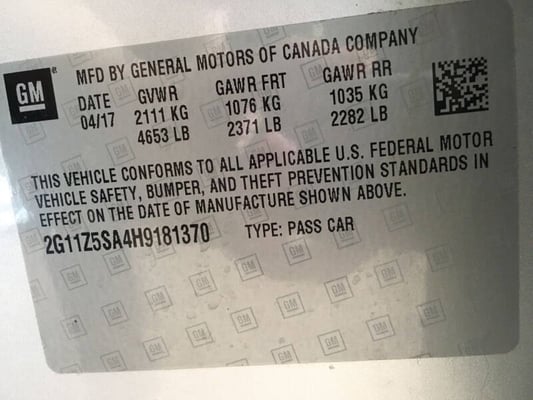 GM ® MFD BY GENERAL MOTORS OF CANADA COMPANY
DATE GVWR GAWR FRT GAWR RR
04/17 2111 KG 1076 KG 1035 KG
4653 LB 2371 LB 2282 LB
THIS VEHICLE CONFORMS TO ALL APPLICABLE U.S. FEDERAL MOTOR
VEHICLE SAFETY, BUMPER, AND THEFT PREVENTION STANDARDS IN
EFFECT ON THE DATE OF MANUFACTURE SHOWN ABOVE.
2G11Z5SA4H9181370 TYPE: PASS CAR